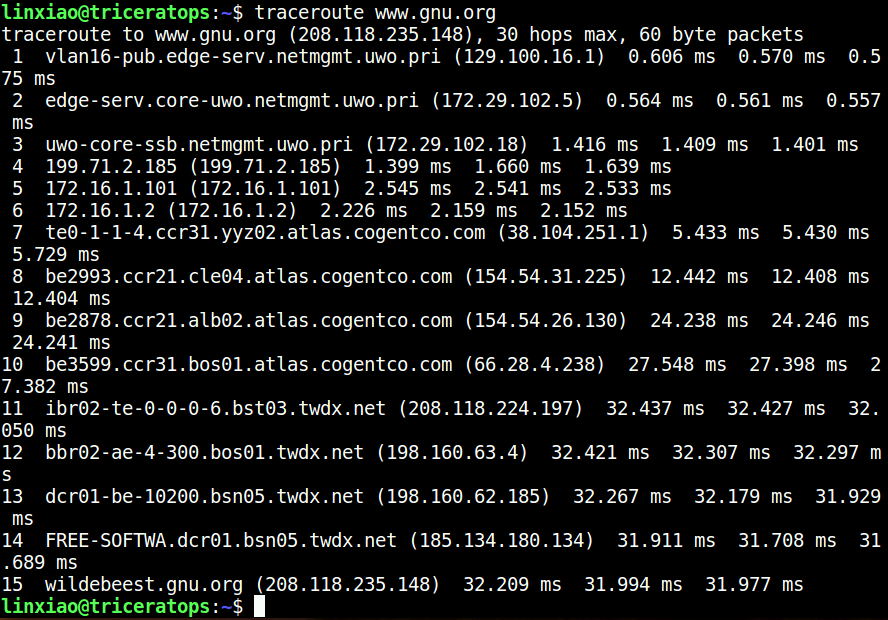 linxiao@triceratops:~$ traceroute www.gnu.org
traceroute to www.gnu.org (208.118.235.148), 30 hops max, 60 byte packets
 1  vlan16-pub.edge-serv.netmgmt.uwo.pri (129.100.16.1)  0.606 ms  0.570 ms  0.5
75 ms
 2  edge-serv.core-uwo.netmgmt.uwo.pri (172.29.102.5)  0.564 ms  0.561 ms  0.557
 ms
 3  uwo-core-ssb.netmgmt.uwo.pri (172.29.102.18)  1.416 ms  1.409 ms  1.401 ms
 4  199.71.2.185 (199.71.2.185)  1.399 ms  1.660 ms  1.639 ms
 5  172.16.1.101 (172.16.1.101)  2.545 ms  2.541 ms  2.533 ms
 6  172.16.1.2 (172.16.1.2)  2.226 ms  2.159 ms  2.152 ms
 7  te0-1-1-4.ccr31.yyz02.atlas.cogentco.com (38.104.251.1)  5.433 ms  5.430 ms
 5.729 ms
 8  be2993.ccr21.cle04.atlas.cogentco.com (154.54.31.225)  12.442 ms  12.408 ms
 12.404 ms
 9  be2878.ccr21.alb02.atlas.cogentco.com (154.54.26.130)  24.238 ms  24.246 ms
 24.241 ms
10  be3599.ccr31.bos01.atlas.cogentco.com (66.28.4.238)  27.548 ms  27.398 ms  2
7.382 ms
11  ibr02-te-0-0-0-6.bst03.twdx.net (208.118.224.197)  32.437 ms  32.427 ms  32.
050 ms
12  bbr02-ae-4-300.bos01.twdx.net (198.160.63.4)  32.421 ms  32.307 ms  32.297 m
s
13  dcr01-be-10200.bsn05.twdx.net (198.160.62.185)  32.267 ms  32.179 ms  31.929
 ms
14  FREE-SOFTWA.dcr01.bsn05.twdx.net (185.134.180.134)  31.911 ms  31.708 ms  31
.689 ms
15  wildebeest.gnu.org (208.118.235.148)  32.209 ms  31.994 ms  31.977 ms
linxiao@triceratops:~$